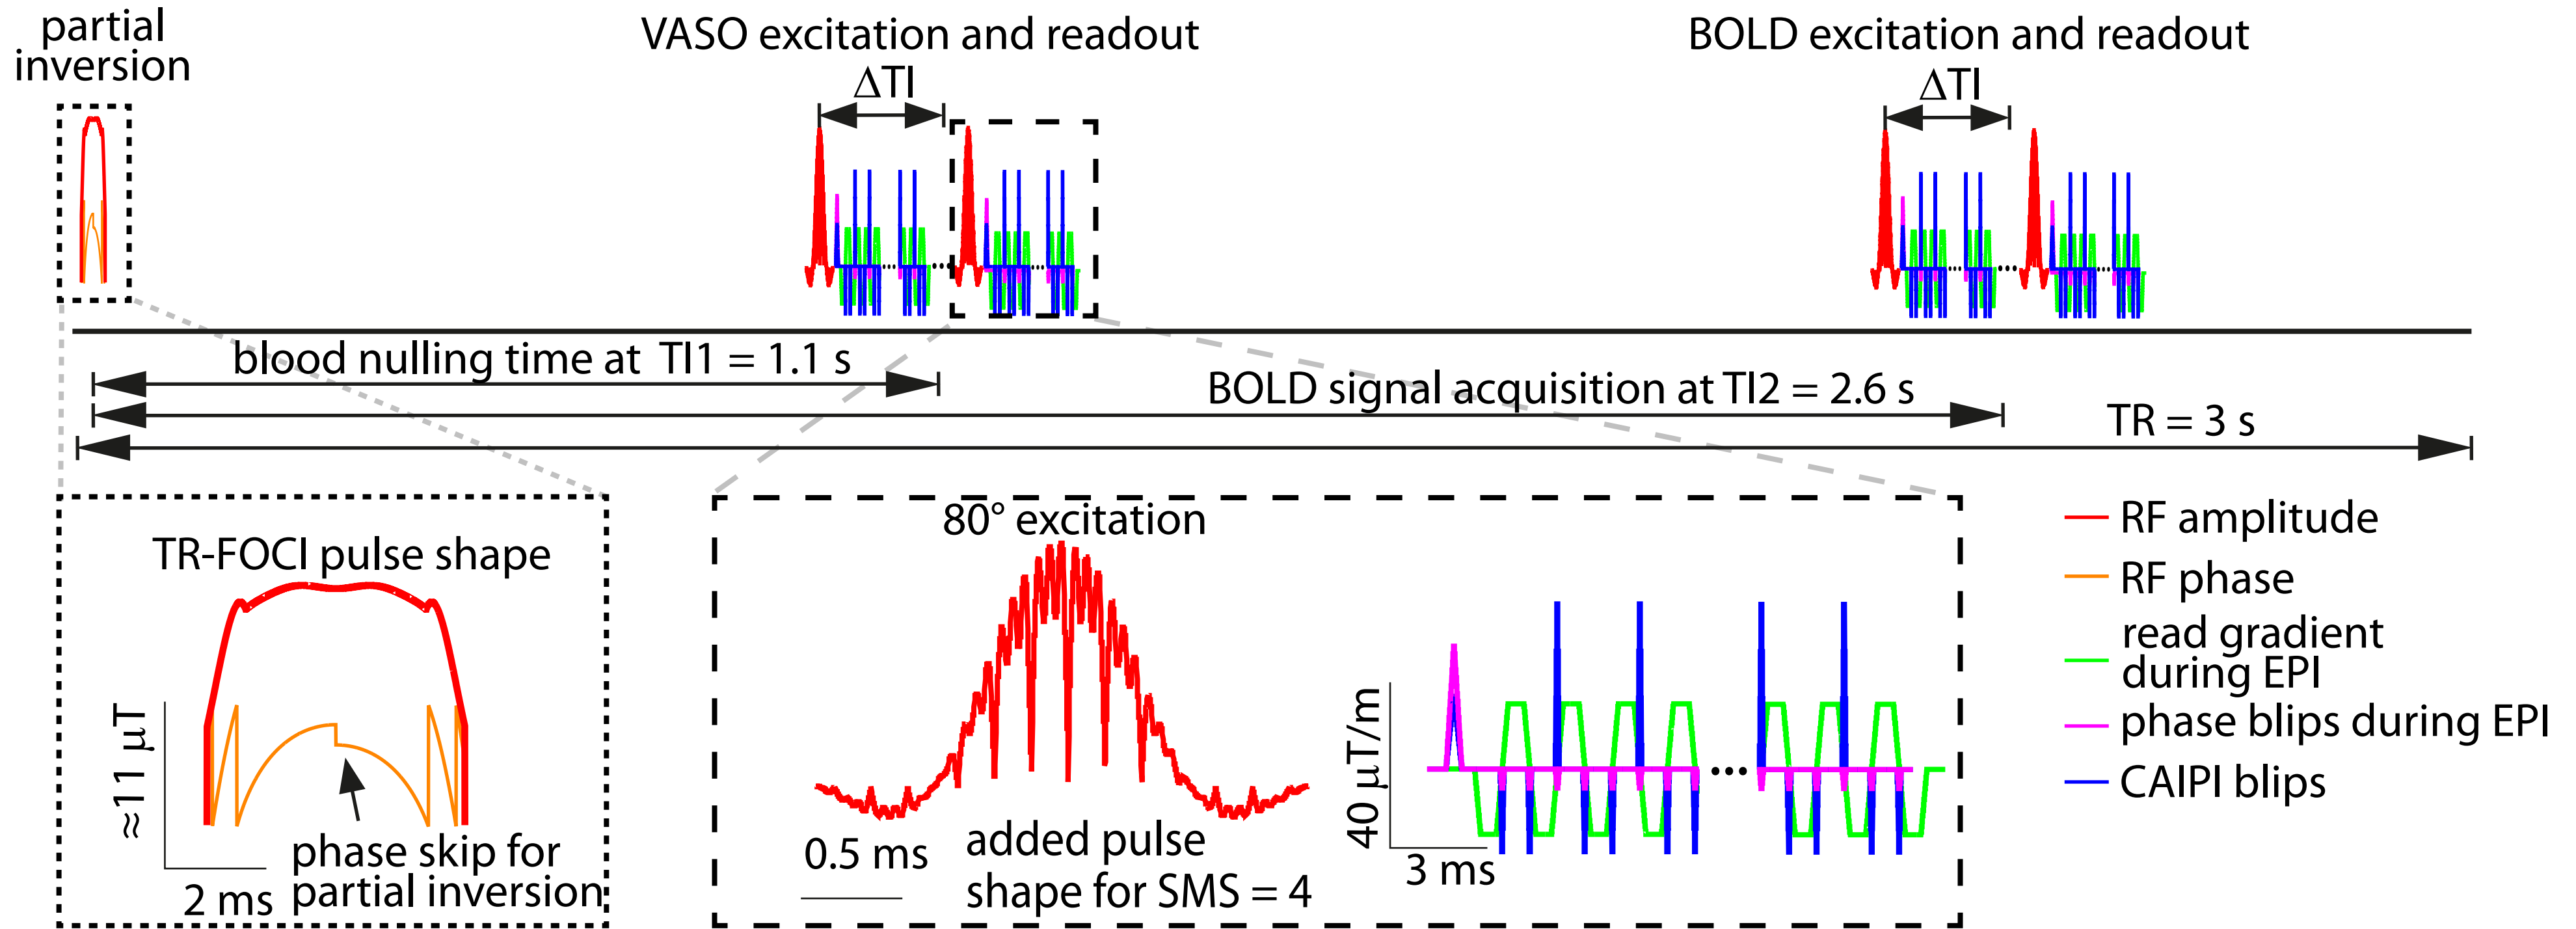 partial
inversion
VASO excitation and readout
ΔTI
BOLD excitation and readout
ΔTI
blood nulling time at TI1 = 1.1 s
BOLD signal acquisition at TI2 = 2.6 s
TR = 3 s
TR-FOCI pulse shape
≈11 µT
2 ms
phase skip for
partial inversion
80° excitation
0.5 ms
added pulse
shape for SMS = 4
40 µT/m
3 ms
RF amplitude
RF phase
read gradient
during EPI
phase blips during EPI
CAIPI blips